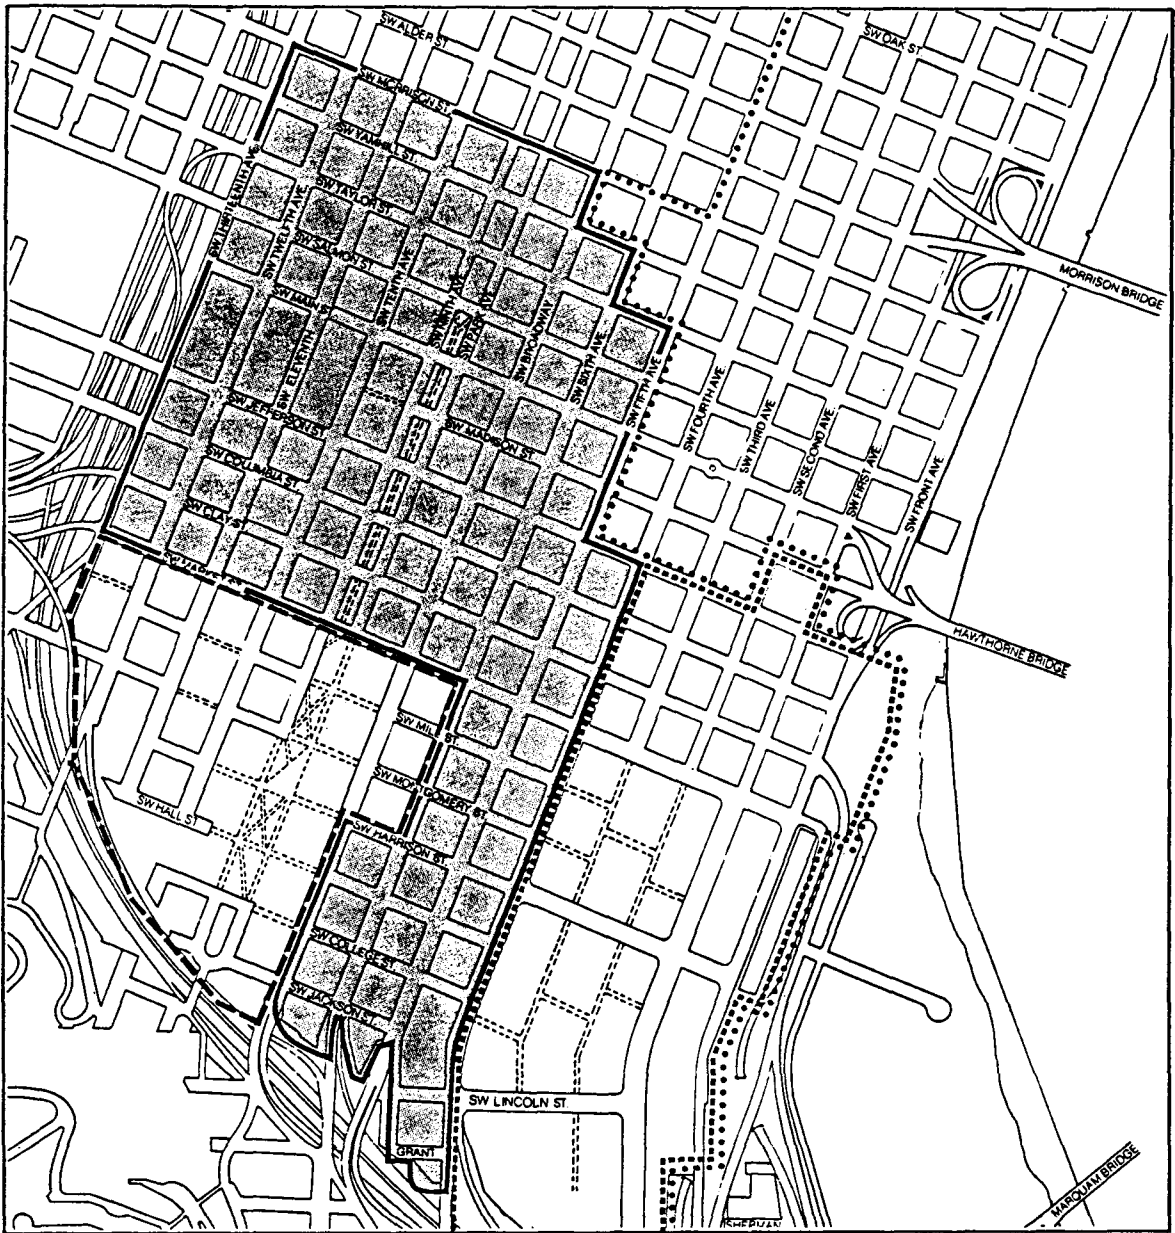 SW ALDER ST.
SW OAK ST.
SW MORRISON ST.
SW YAMHILL ST.
SW THIRTEENTH AVE
SW TWELFTH AVE.
SW TAYLOR ST.
SW SALMON ST.
SW TENTH AVE
SW NINTH AVE
SW PARK AVE
SW MAIN
SW ELEVENTH
SW BROADWAY
SW SIXTH AVE.
SW FIFTH AVE.
SW FOURTH AVE.
SW THIRD AVE.
SW SECOND AVE
SW FIRST AVE
SW FRONT AVE.
MORRISON BRIDGE
SW JEFFERSON ST
SW MADISON ST.
SW COLUMBIA ST.
SW CLAY ST
HAWTHORNE BRIDGE
SW MILL ST.
SW MONTGOMERY ST.
SW HALL ST.
SW HARRISON ST.
SW COLLEGE ST.
SW JACKSON ST.
SW LINCOLN ST.
GRANT
MARQUAM BRIDGE
SHERMAN